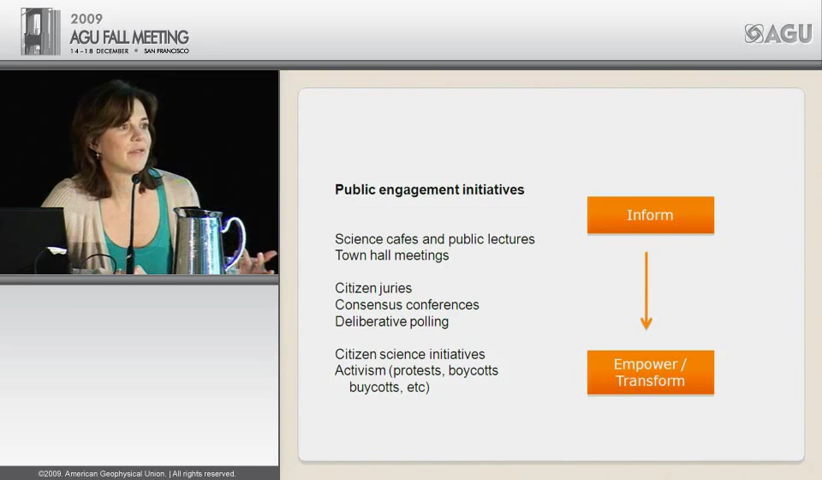 2009
AGU FALL MEETING
14-18 DECEMBER • SAN FRANCISCO
AGU
Public engagement initiatives
Science cafes and public lectures
Town hall meetings
Citizen juries
Consensus conferences
Deliberative polling
Citizen science initiatives
Activism (protests, boycotts
buycotts, etc)
Inform
Empower /
Transform
©2009. American Geophysical Union. | All rights reserved.